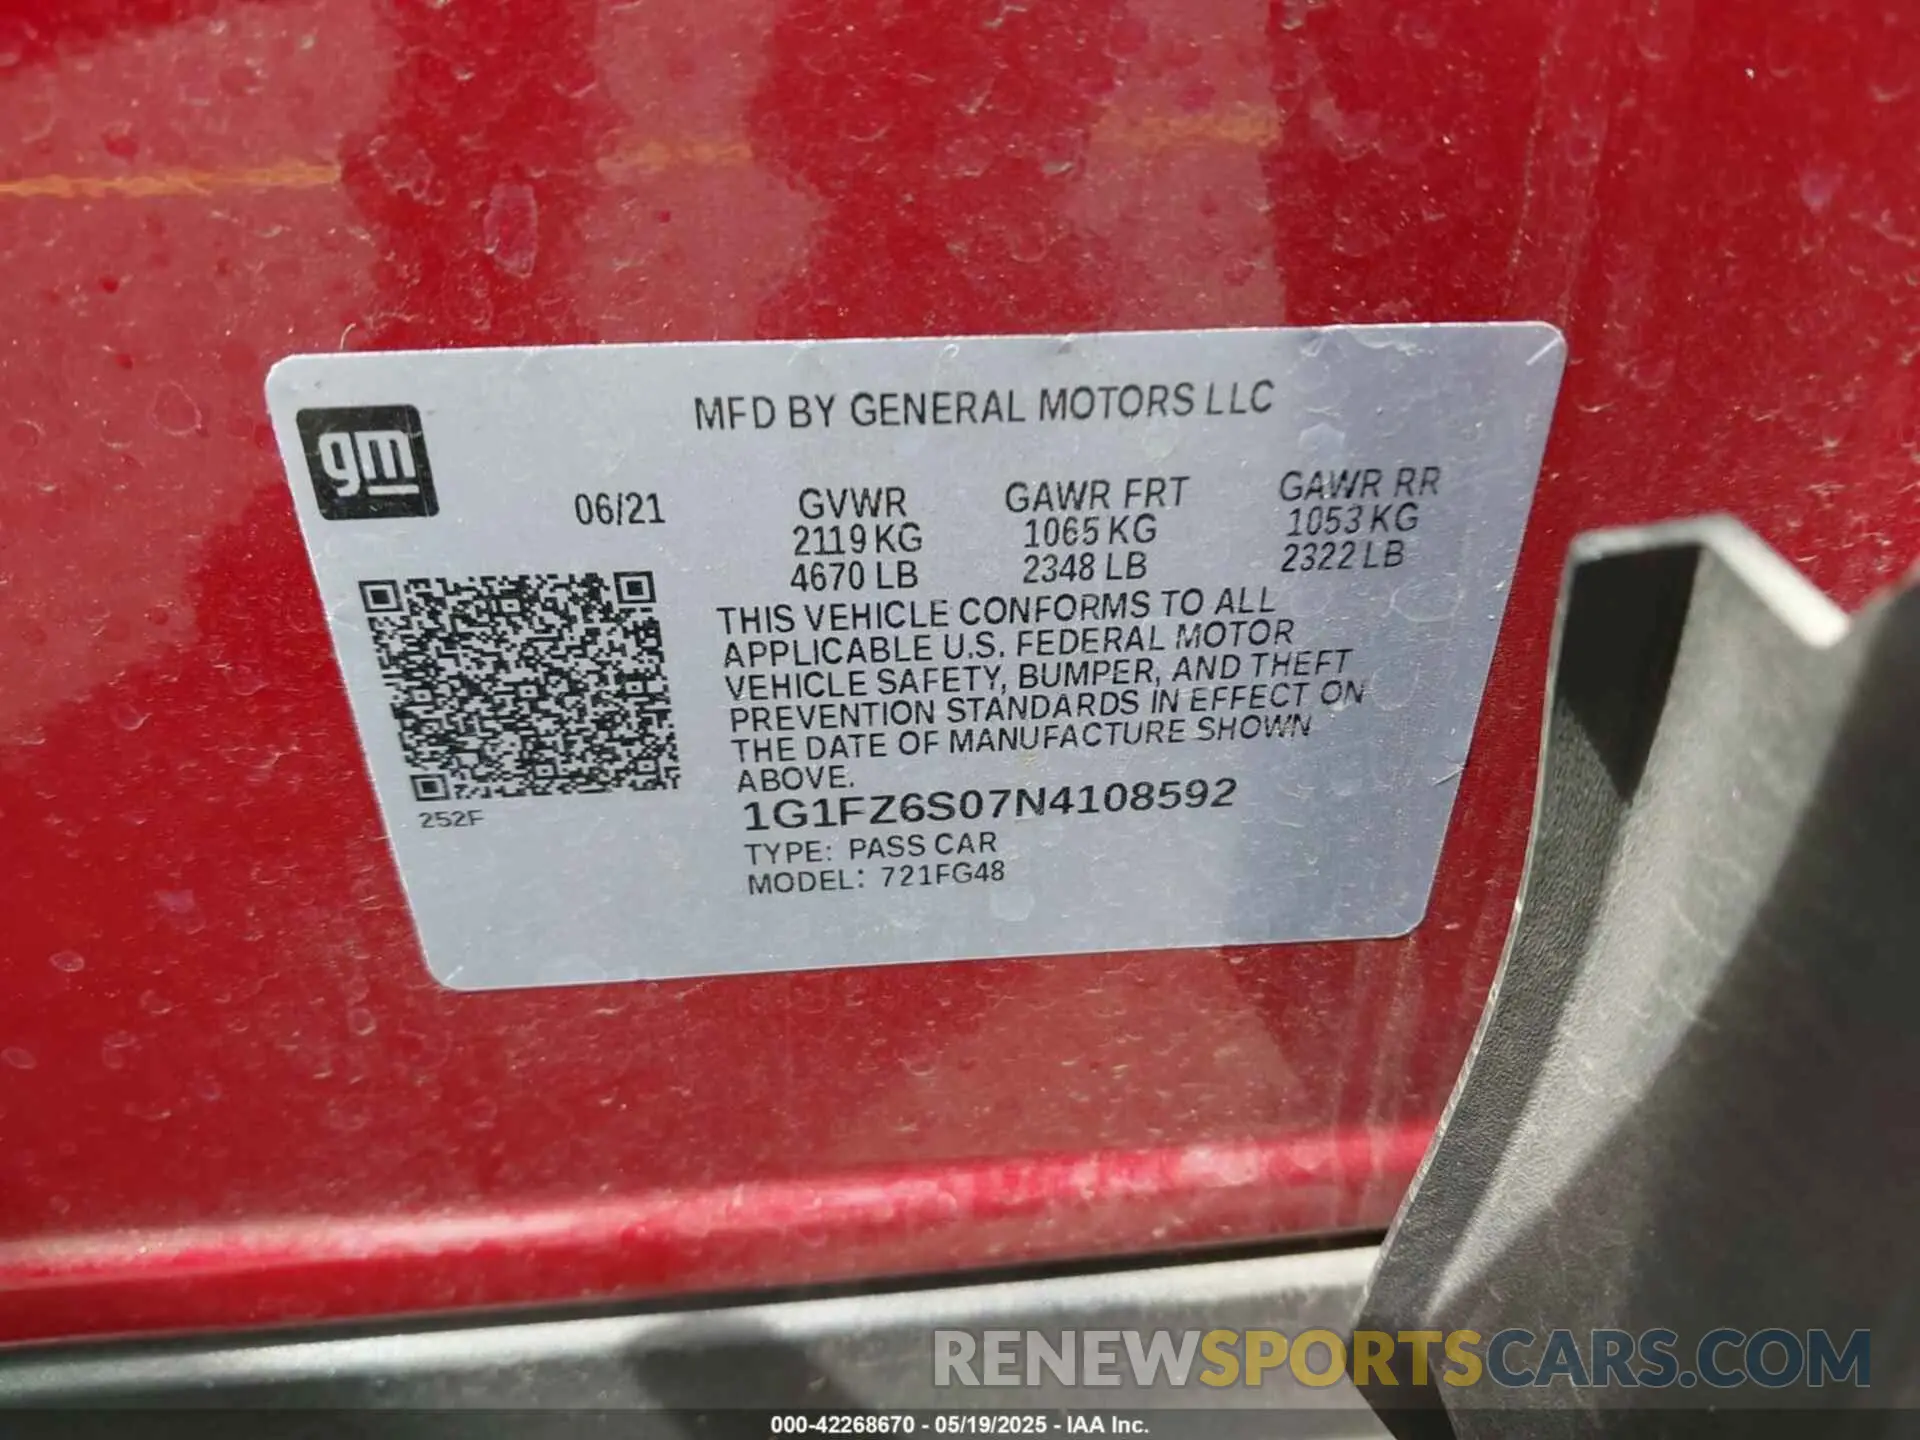 MFD BY GENERAL MOTORS LLC
gm
06/21
GVWR
2119 KG
4670 LB
GAWR FRT
1065 KG
2348 LB
GAWR RR
1053 KG
2322 LB
THIS VEHICLE CONFORMS TO ALL
APPLICABLE U.S. FEDERAL MOTOR
VEHICLE SAFETY, BUMPER, AND THEFT
PREVENTION STANDARDS IN EFFECT ON
THE DATE OF MANUFACTURE SHOWN
ABOVE.
252F
1G1FZ6S07N4108592
TYPE: PASS CAR
MODEL: 721FG48
RENEWSPORTSCARS.COM
000-42268670 - 05/19/2025 - IAA Inc.